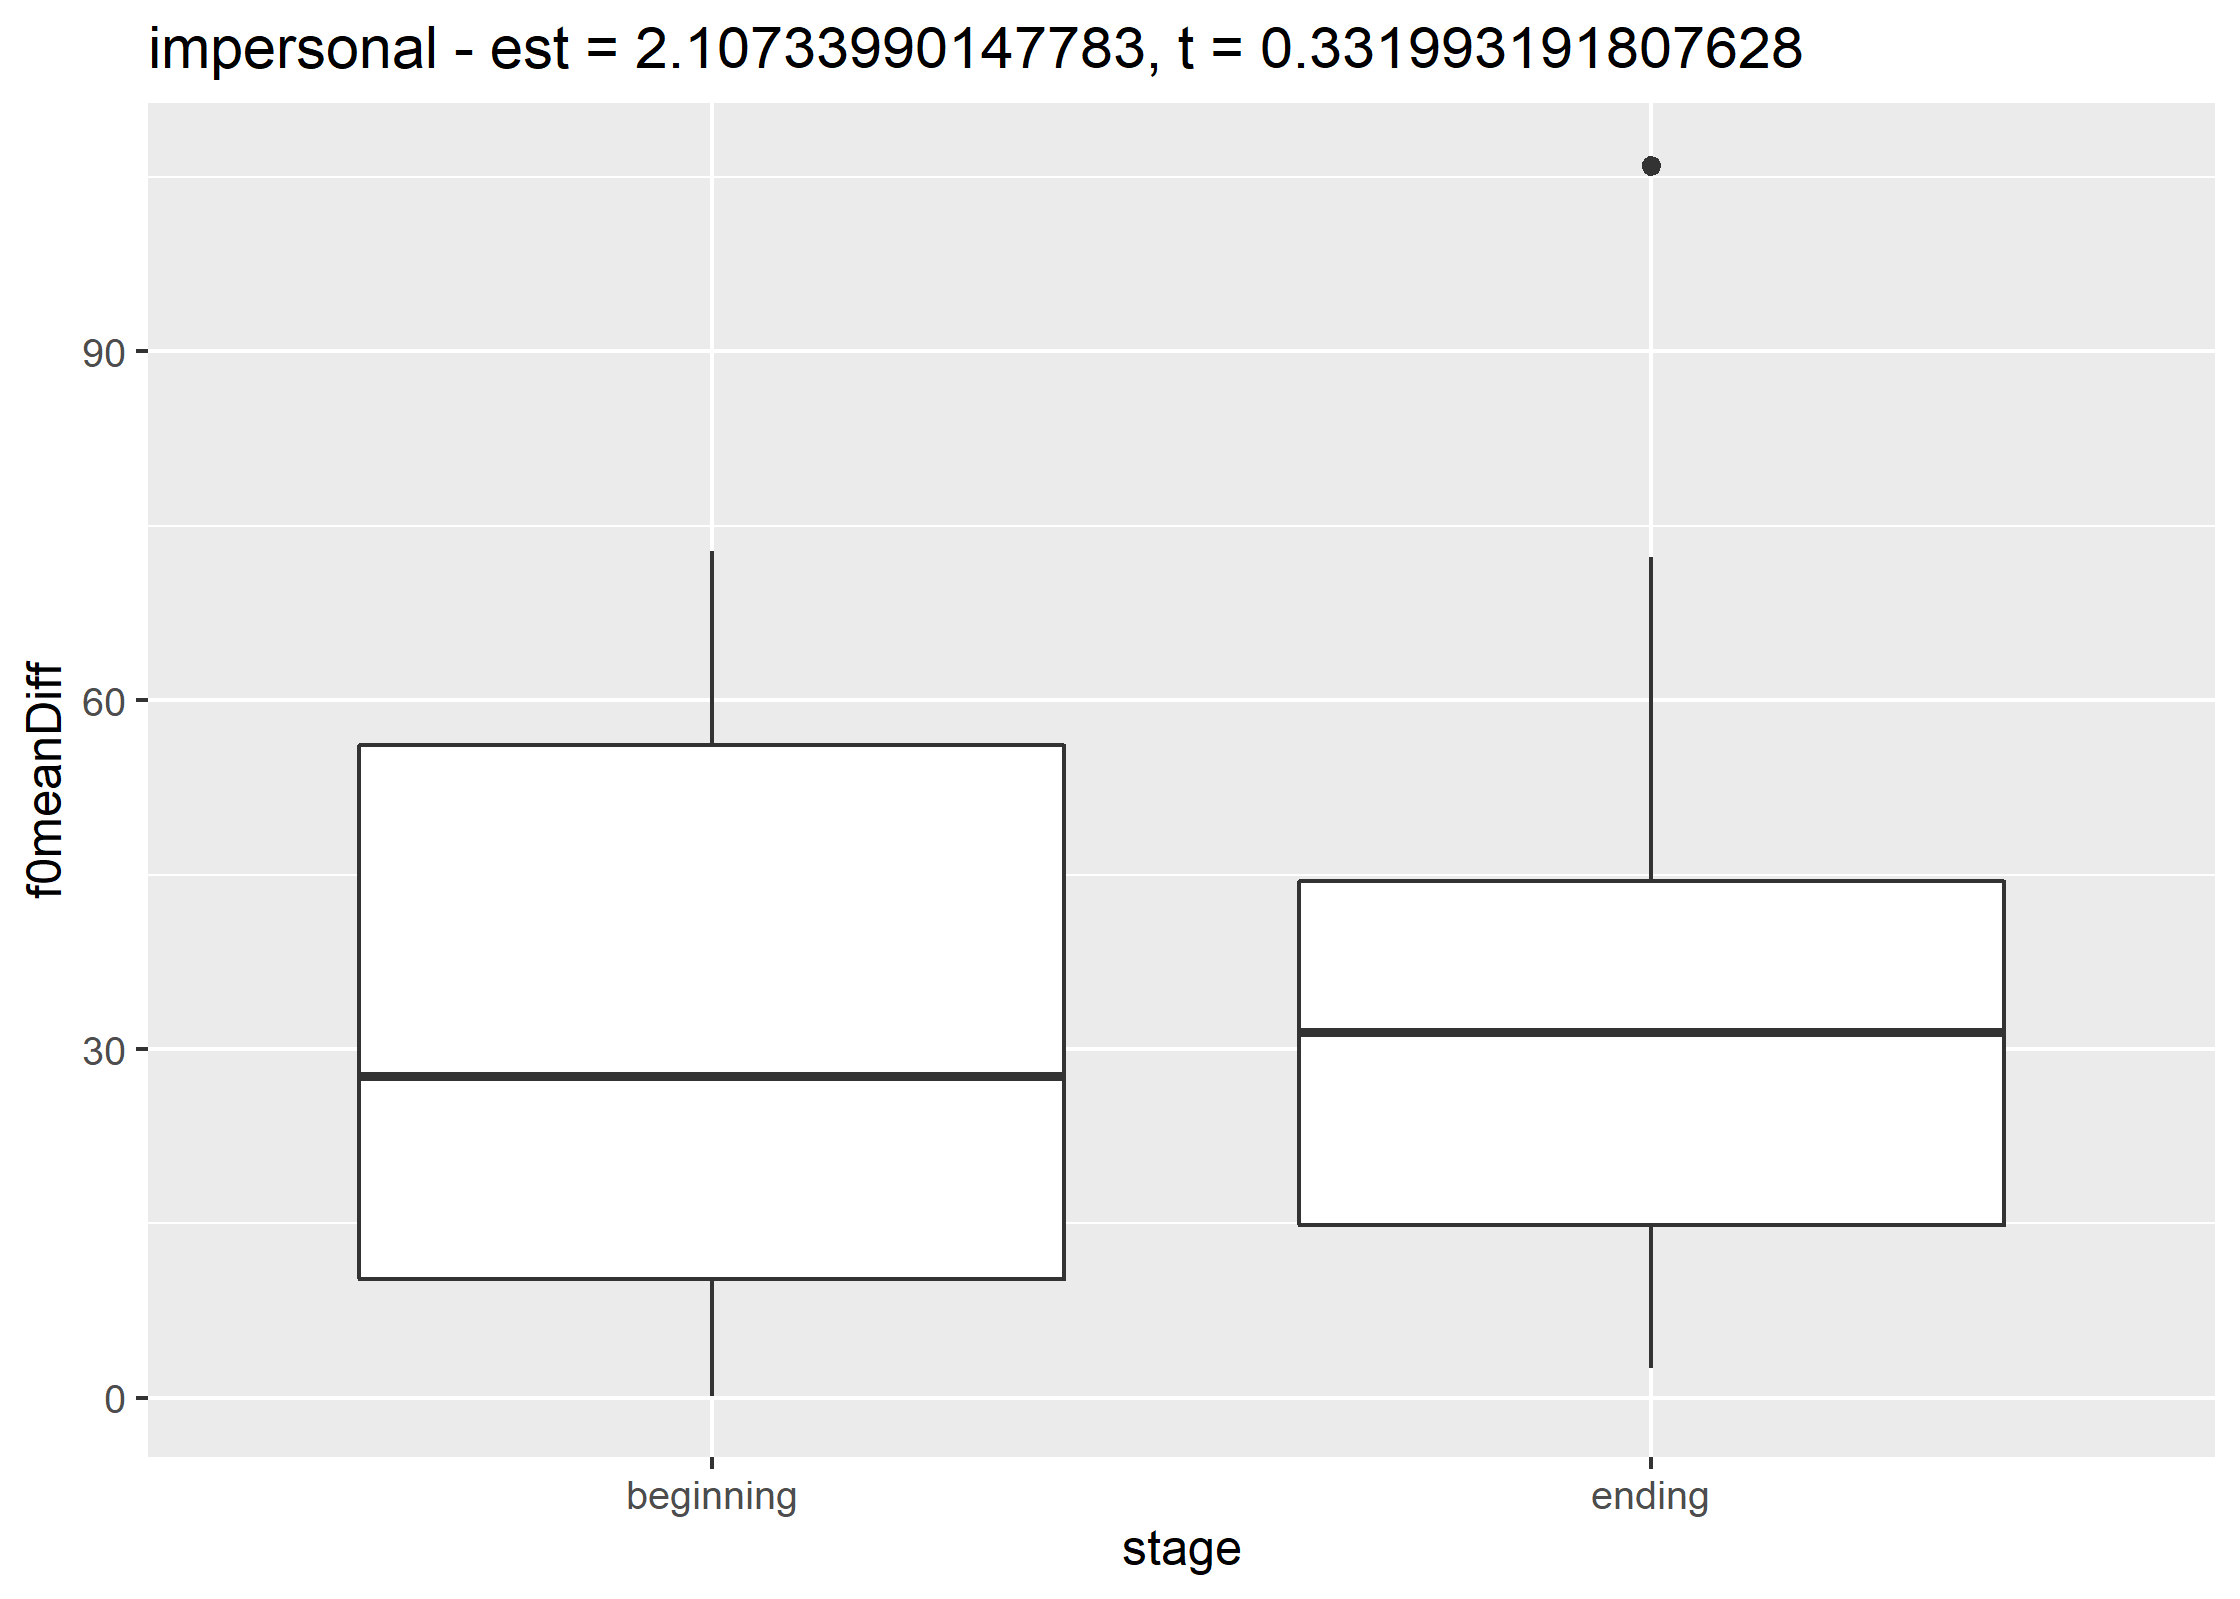 impersonal - est = 2.10733990147783, t = 0.331993191807628
f0meanDiff
90
60
30
0
beginning
ending
stage